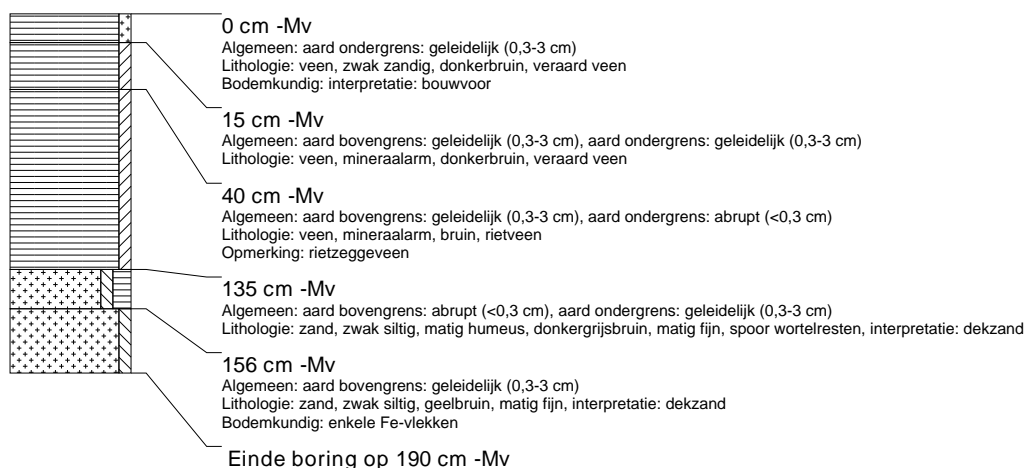 0 cm -Mv
Algemeen: aard ondergrens: geleidelijk (0,3-3 cm)
Lithologie: veen, zwak zandig, donkerbruin, veraard veen
Bodemkundig: interpretatie: bouwvoor
15 cm -Mv
Algemeen: aard bovengrens: geleidelijk (0,3-3 cm), aard ondergrens: geleidelijk (0,3-3 cm)
Lithologie: veen, mineraalarm, donkerbruin, veraard veen
40 cm -Mv
Algemeen: aard bovengrens: geleidelijk (0,3-3 cm), aard ondergrens: abrupt (<0,3 cm)
Lithologie: veen, mineraalarm, bruin, rietveen
Opmerking: rietzeggeveen
135 cm -Mv
Algemeen: aard bovengrens: abrupt (<0,3 cm), aard ondergrens: geleidelijk (0,3-3 cm)
Lithologie: zand, zwak siltig, matig humeus, donkergrijsbruin, matig fijn, spoor wortelresten, interpretatie: dekzand
156 cm -Mv
Algemeen: aard bovengrens: geleidelijk (0,3-3 cm)
Lithologie: zand, zwak siltig, geelbruin, matig fijn, interpretatie: dekzand
Bodemkundig: enkele Fe-vlekken
Einde boring op 190 cm -Mv